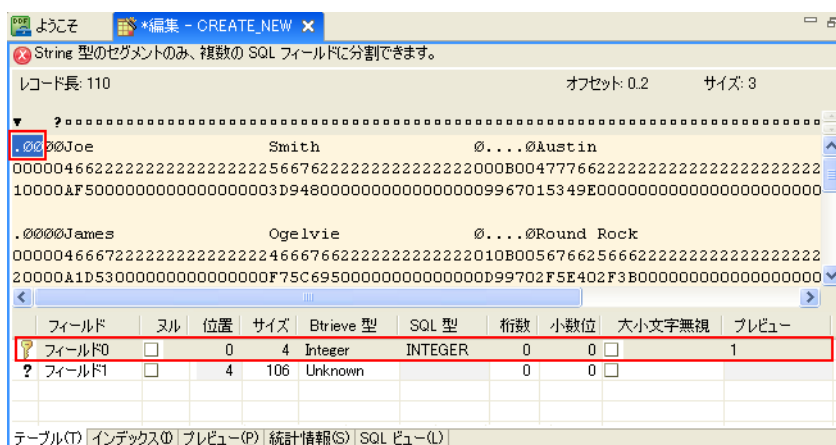 ようこそ *編集 - CREATE_NEW
String 型のセグメントのみ、複数の SQL フィールドに分割できます。
レコード長: 110 オフセット: 0..2 サイズ: 3
.ØØØØJoe Smith Ø....ØAustin
.ØØØØJames Ogelvie Ø....ØRound Rock
フィールド ヌル 位置 サイズ Btrieve 型 SQL 型 桁数 小数位 大小文字無視 プレビュー
フィールド0 0 4 Integer INTEGER 0 0 1
? フィールド1 4 106 Unknown 0 0
テーブル(T) インデックス(I) プレビュー(P) 統計情報(S) SQL ビュー(L)